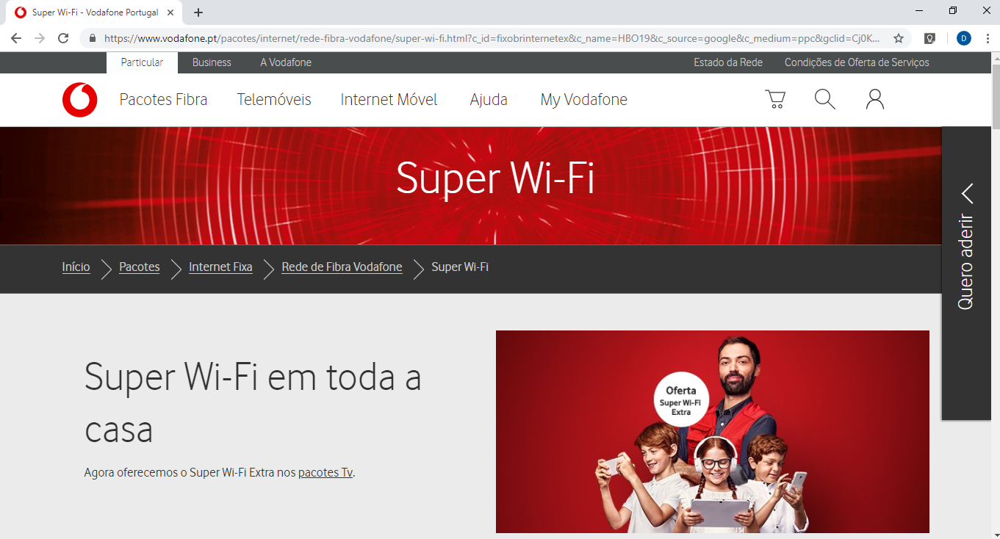 Super Wi-Fi - Vodafone Portugal
https://www.vodafone.pt/pacotes/internet/rede-fibra-vodafone/super-wi-fi.html?c_id=fixobrinternetex&c_name=HBO19&c_source=google&c_medium=ppc&gclid=Cj0K...
D
Particular Business A Vodafone Estado da Rede Condições de Oferta de Serviços
Pacotes Fibra Telemóveis Internet Móvel Ajuda My Vodafone
Super Wi-Fi
Quero aderir
Início Pacotes Internet Fixa Rede de Fibra Vodafone Super Wi-Fi
Super Wi-Fi em toda a
casa
Agora oferecemos o Super Wi-Fi Extra nos pacotes Tv.
Oferta
Super Wi-Fi
Extra